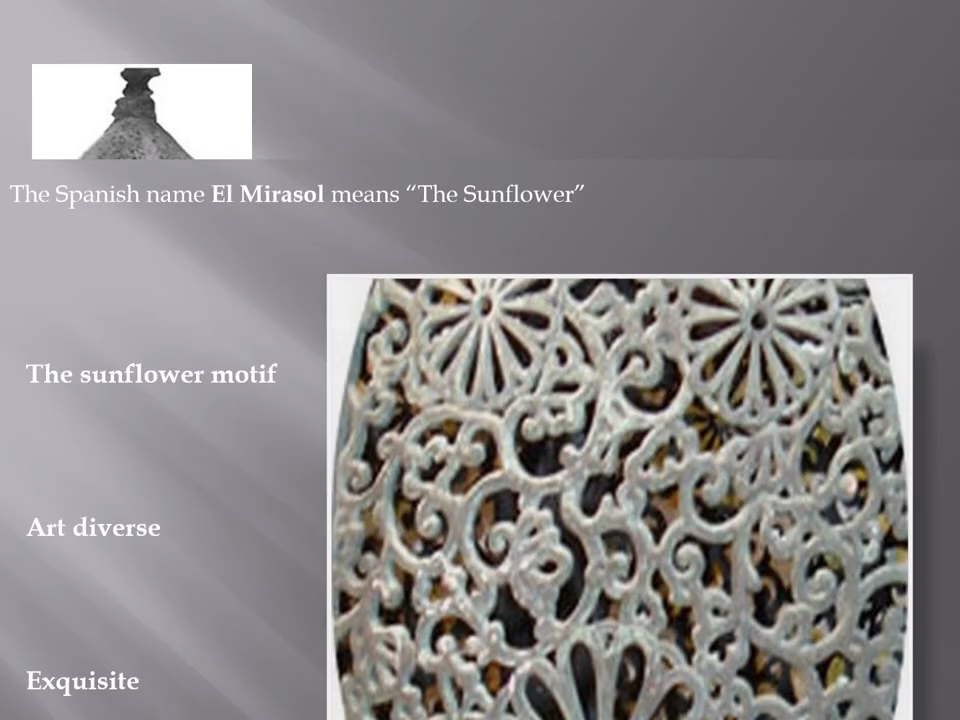 The Spanish name El Mirasol means “The Sunflower”
The sunflower motif
Art diverse
Exquisite